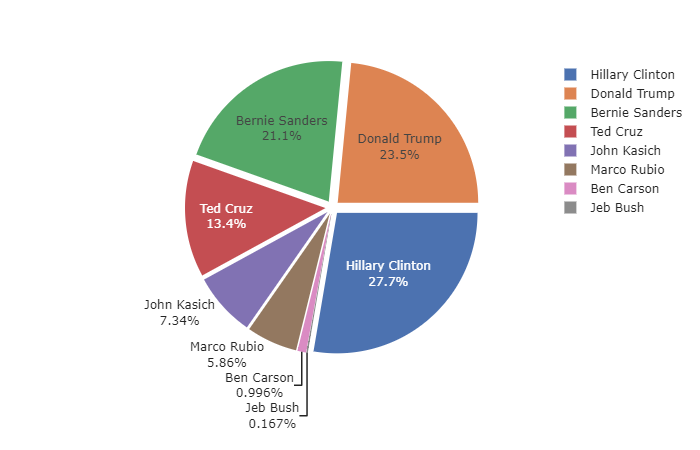 Bernie Sanders
21.1%
Donald Trump
23.5%
Ted Cruz
13.4%
Hillary Clinton
27.7%
John Kasich
7.34%
Marco Rubio
5.86%
Ben Carson
0.996%
Jeb Bush
0.167%
Hillary Clinton
Donald Trump
Bernie Sanders
Ted Cruz
John Kasich
Marco Rubio
Ben Carson
Jeb Bush